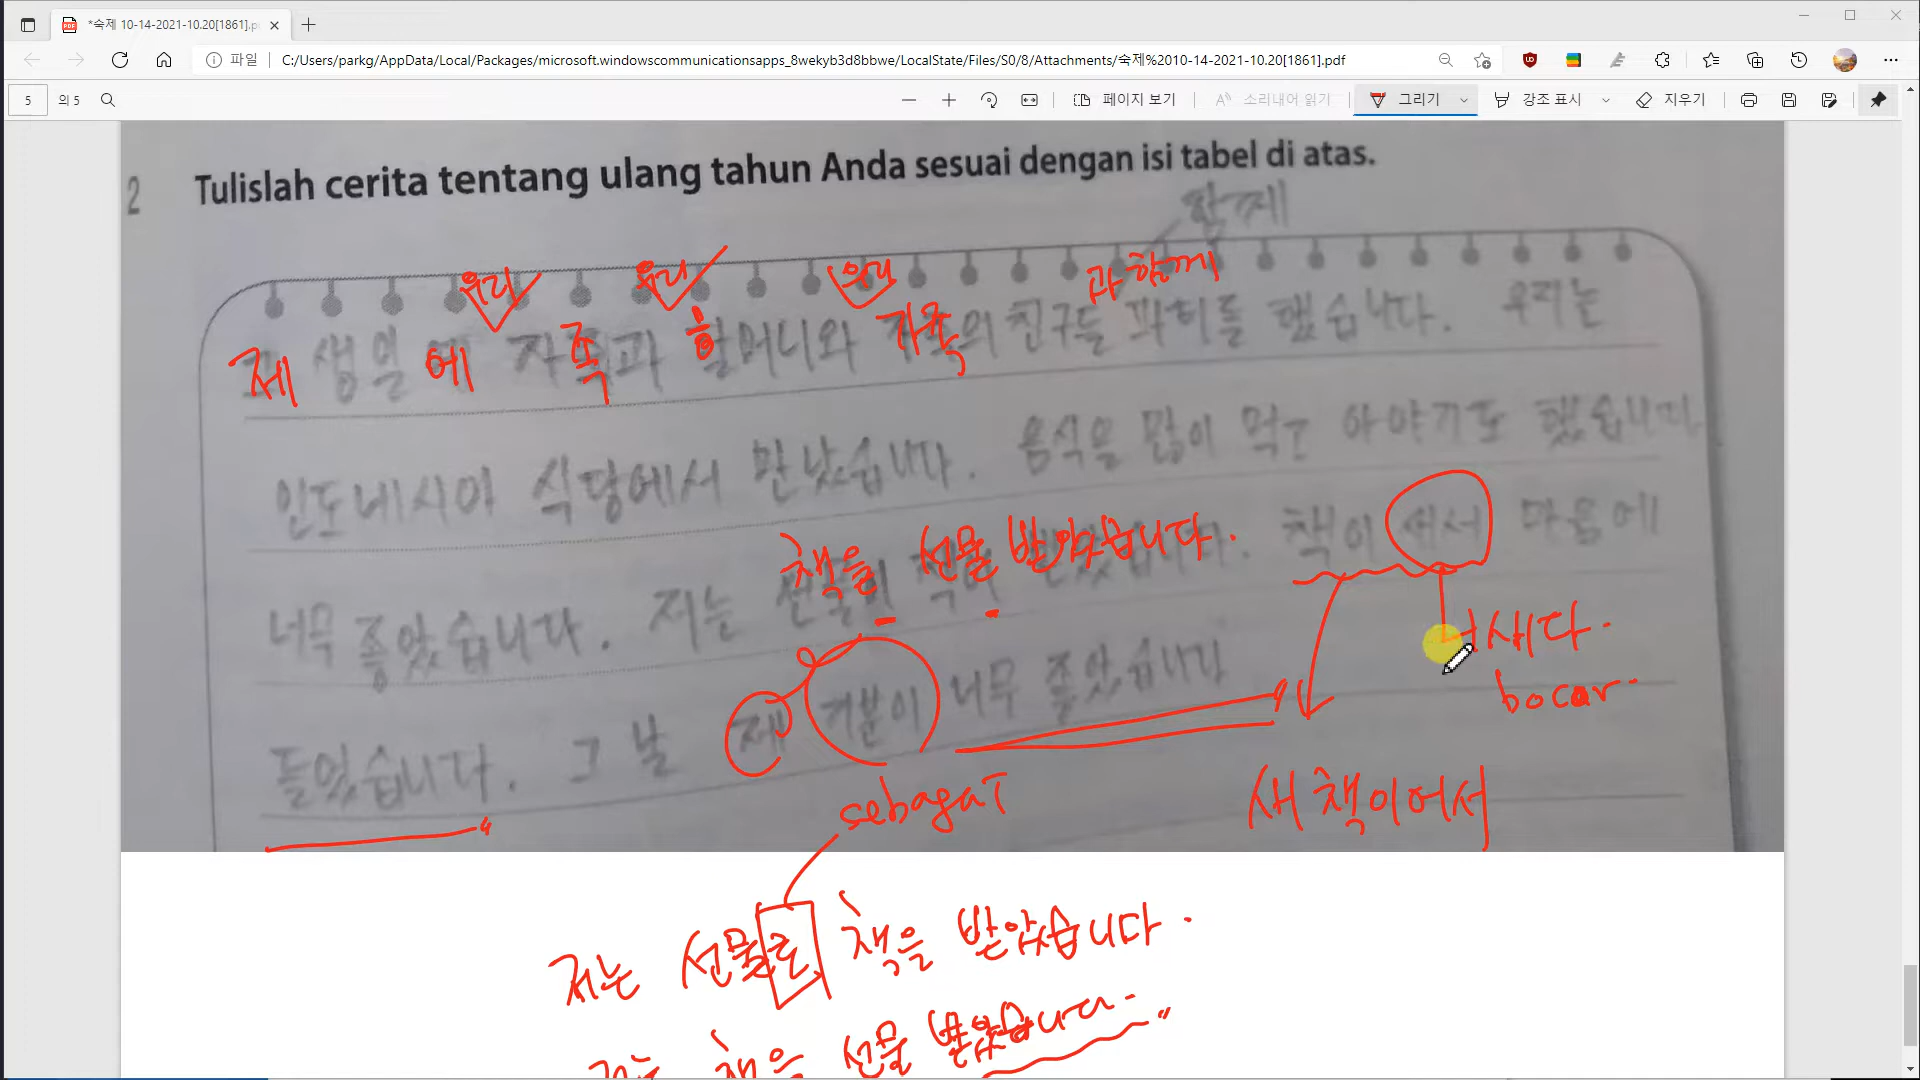 *숙제 10-14-2021-10.20[1861].p
파일
C:/Users/parkg/AppData/Local/Packages/microsoft.windowscommunicationsapps_8wekyb3d8bbwe/LocalState/Files/S0/8/Attachments/숙제%2010-14-2021-10.20[1861].pdf
5 의 5
페이지 보기
소리내어 읽기
그리기
강조 표시
지우기
2 Tulislah cerita tentang ulang tahun Anda sesuai dengan isi tabel di atas.
함께
우리 우리 우리 과 함께
제 생일 에 족과 할머니와 가족의 친구들 파티를 했습니다. 우리는
인도네시아 식당에서 만났습니다. 음식을 많이 먹고 아야기도 했습니다
책을 선물 받았습니다.
너무 좋았습니다. 저는 책이 마음에
세다.
bocor.
들었습니다. 그 날 제 기분이 너무 좋았습니다
sebagai
새 책이어서
저는 선물로 책을 받았습니다.
저는 책을 선물 받았습니다.